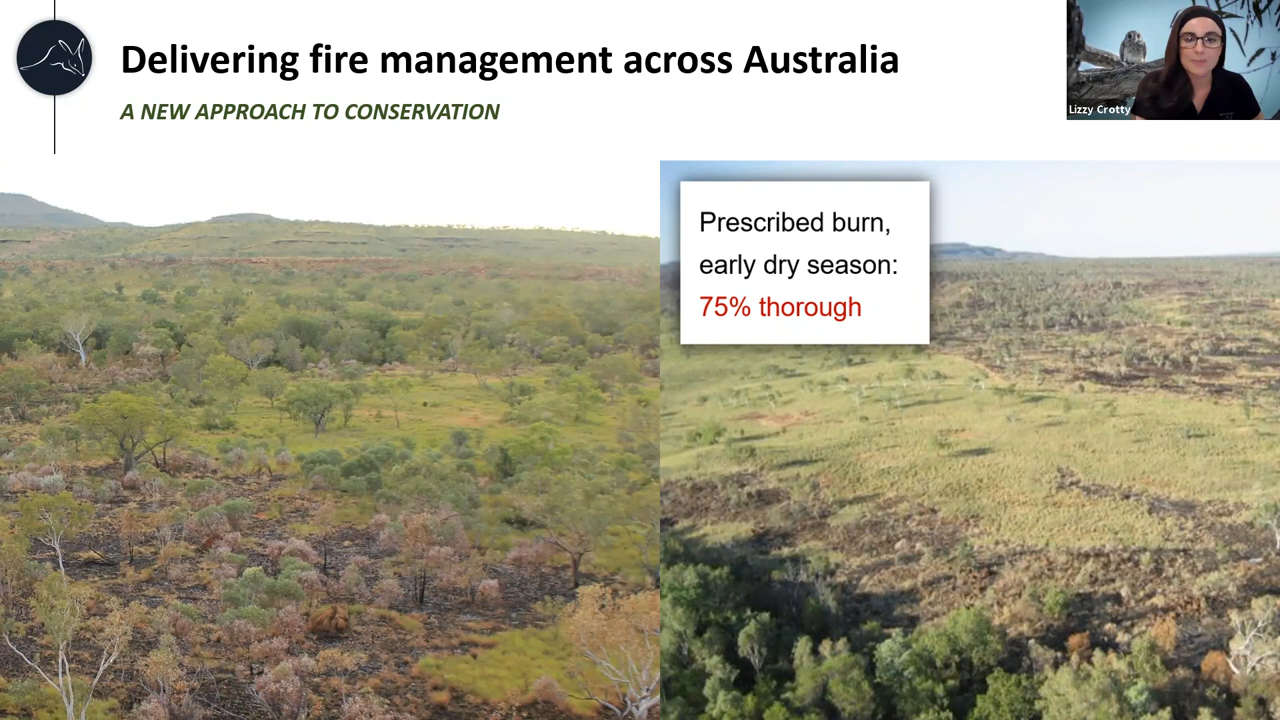 Delivering fire management across Australia
A NEW APPROACH TO CONSERVATION
Lizzy Crotty
Prescribed burn,
early dry season:
75% thorough